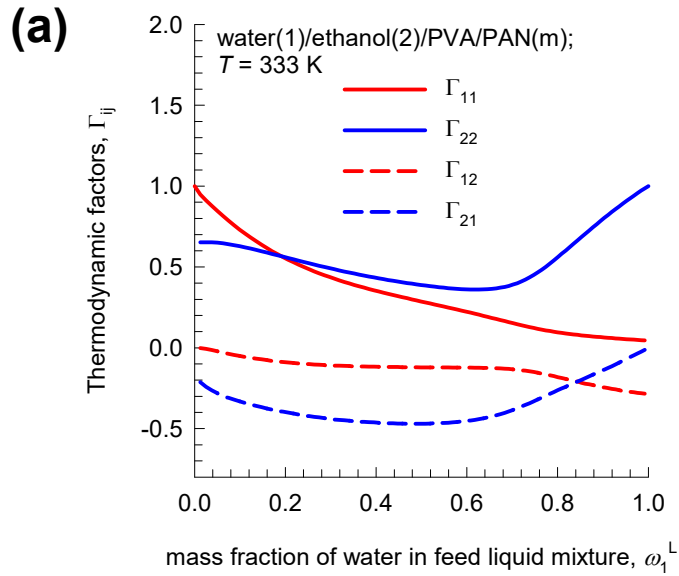 (a)
water(1)/ethanol(2)/PVA/PAN(m);
T = 333 K
Γ11
Γ22
Γ12
Γ21
Thermodynamic factors, Γij
2.0
1.5
1.0
0.5
0.0
-0.5
0.0 0.2 0.4 0.6 0.8 1.0
mass fraction of water in feed liquid mixture, ω1L